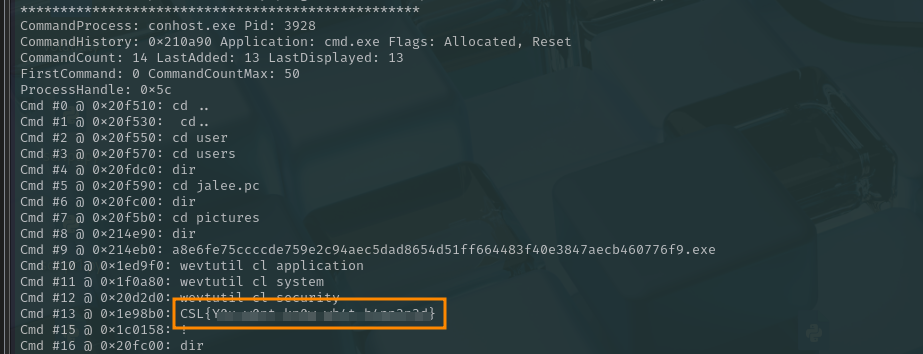 **************************************************
CommandProcess: conhost.exe Pid: 3928
CommandHistory: 0×210a90 Application: cmd.exe Flags: Allocated, Reset
CommandCount: 14 LastAdded: 13 LastDisplayed: 13
FirstCommand: 0 CommandCountMax: 50
ProcessHandle: 0×5c
Cmd #0 @ 0×20f510: cd ..
Cmd #1 @ 0×20f530:  cd..
Cmd #2 @ 0×20f550: cd user
Cmd #3 @ 0×20f570: cd users
Cmd #4 @ 0×20fdc0: dir
Cmd #5 @ 0×20f590: cd jalee.pc
Cmd #6 @ 0×20fc00: dir
Cmd #7 @ 0×20f5b0: cd pictures
Cmd #8 @ 0×214e90: dir
Cmd #9 @ 0×214eb0: a8e6fe75ccccde759e2c94aec5dad8654d51ff664483f40e3847aecb460776f9.exe
Cmd #10 @ 0×1ed9f0: wevtutil cl application
Cmd #11 @ 0×1f0a80: wevtutil cl system
Cmd #12 @ 0×20d2d0: wevtutil cl security
Cmd #13 @ 0×1e98b0:
Cmd #15 @ 0×1c0158: !
Cmd #16 @ 0×20fc00: dir